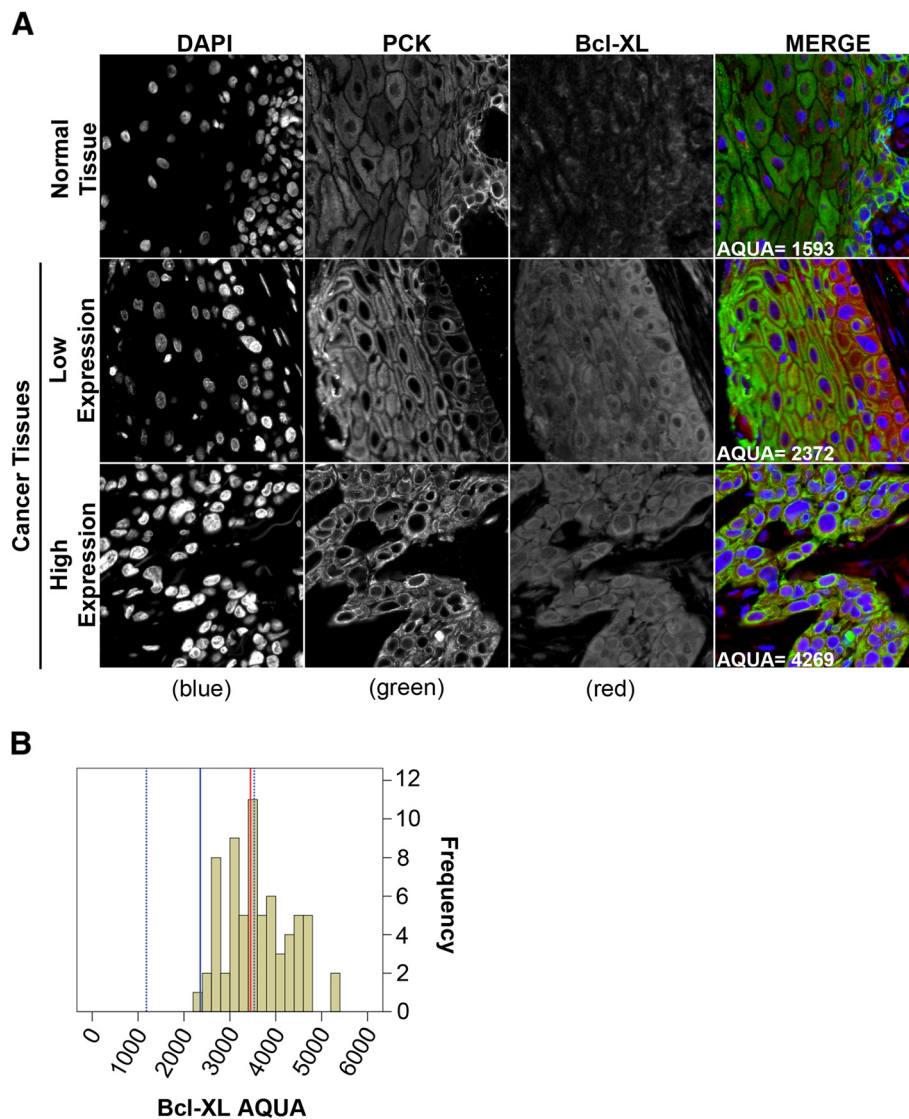 A
DAPI PCK Bcl-XL MERGE
Normal
Tissue
AQUA= 1593
Cancer Tissues
Low
Expression
AQUA= 2372
High
Expression
AQUA= 4269
(blue) (green) (red)
B
12
10
8
6
4
2
0
Frequency
0 1000 2000 3000 4000 5000 6000
Bcl-XL AQUA